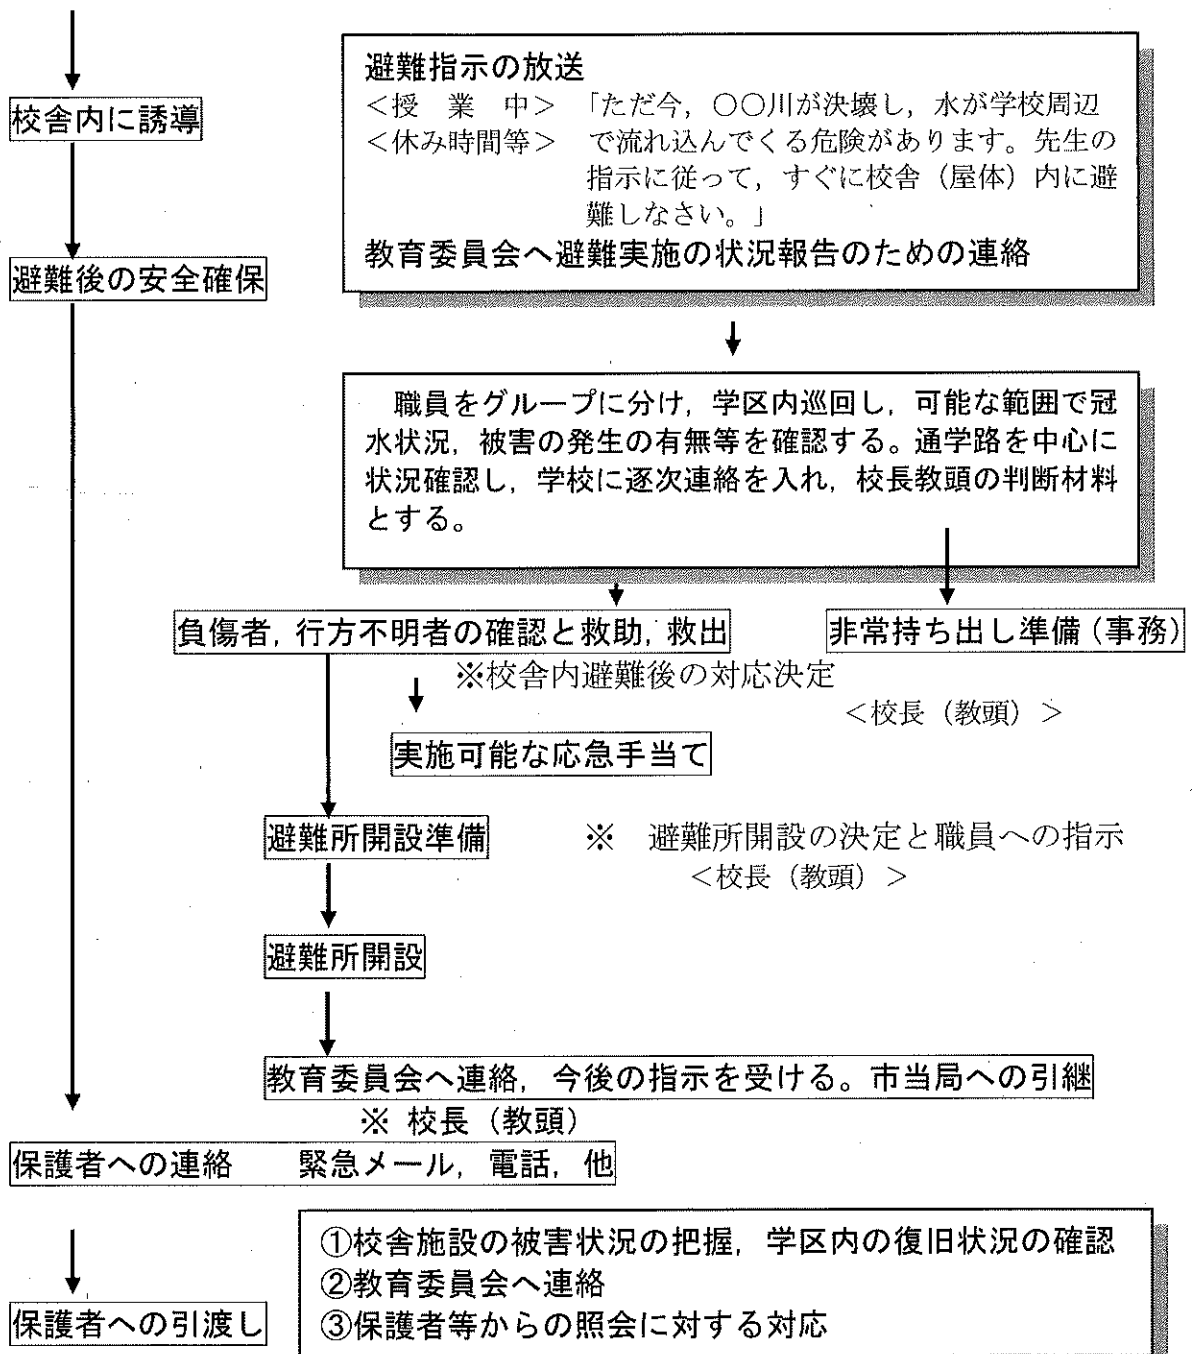 校舎内に誘導
避難指示の放送
＜授　業　中＞　「ただ今，○○川が決壊し，水が学校周辺
＜休み時間等＞　で流れ込んでくる危険があります。先生の
指示に従って，すぐに校舎（屋体）内に避
難しなさい。」
教育委員会へ避難実施の状況報告のための連絡
避難後の安全確保
職員をグループに分け，学区内巡回し，可能な範囲で冠
水状況，被害の発生の有無等を確認する。通学路を中心に
状況確認し，学校に逐次連絡を入れ，校長教頭の判断材料
とする。
負傷者，行方不明者の確認と救助，救出
非常持ち出し準備（事務）
※校舎内避難後の対応決定
＜校長（教頭）＞
実施可能な応急手当て
避難所開設準備
※　避難所開設の決定と職員への指示
＜校長（教頭）＞
避難所開設
教育委員会へ連絡，今後の指示を受ける。市当局への引継
※ 校長（教頭）
保護者への連絡　　緊急メール，電話，他
①校舎施設の被害状況の把握，学区内の復旧状況の確認
②教育委員会へ連絡
③保護者等からの照会に対する対応
保護者への引渡し